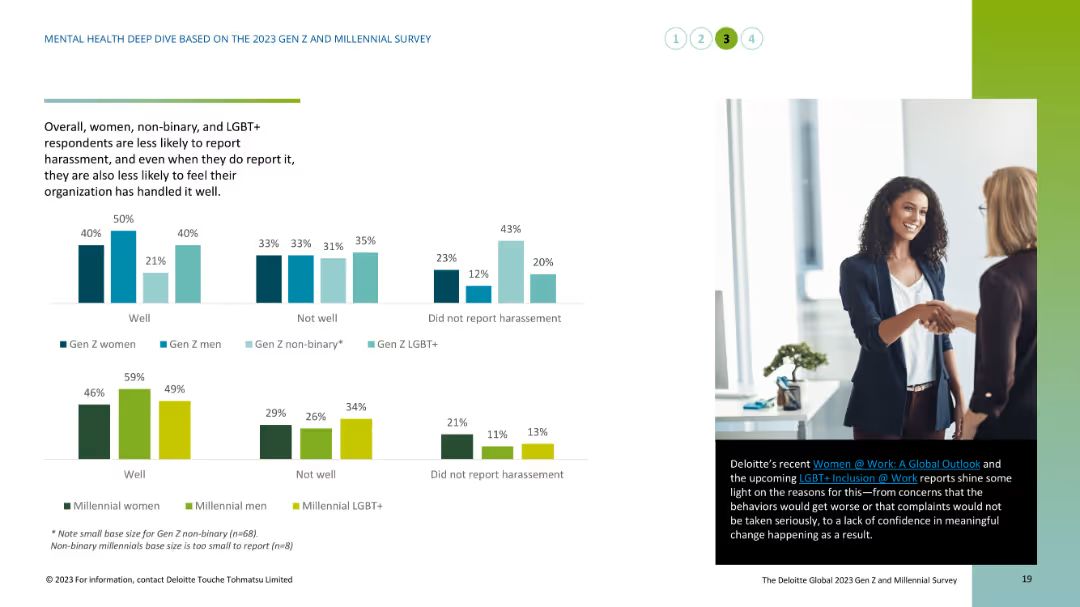 MENTAL HEALTH DEEP DIVE BASED ON THE 2023 GEN Z AND MILLENNIAL SURVEY
1 2 3 4
Overall, women, non-binary, and LGBT+
respondents are less likely to report
harassment, and even when they do report it,
they are also less likely to feel their
organization has handled it well.
40% 50% 21% 40%
33% 33% 31% 35%
23% 12% 43% 20%
Well Not well Did not report harassment
Gen Z women Gen Z men Gen Z non-binary* Gen Z LGBT+
46% 59% 49%
29% 26% 34%
21% 11% 13%
Well Not well Did not report harassment
Millennial women Millennial men Millennial LGBT+
* Note small base size for Gen Z non-binary (n=68).
Non-binary millennials base size is too small to report (n=8)
Deloitte's recent Women @ Work: A Global Outlook and
the upcoming LGBT+ Inclusion @ Work reports shine some
light on the reasons for this—from concerns that the
behaviors would get worse or that complaints would not
be taken seriously, to a lack of confidence in meaningful
change happening as a result.
© 2023 For information, contact Deloitte Touche Tohmatsu Limited
The Deloitte Global 2023 Gen Z and Millennial Survey
19